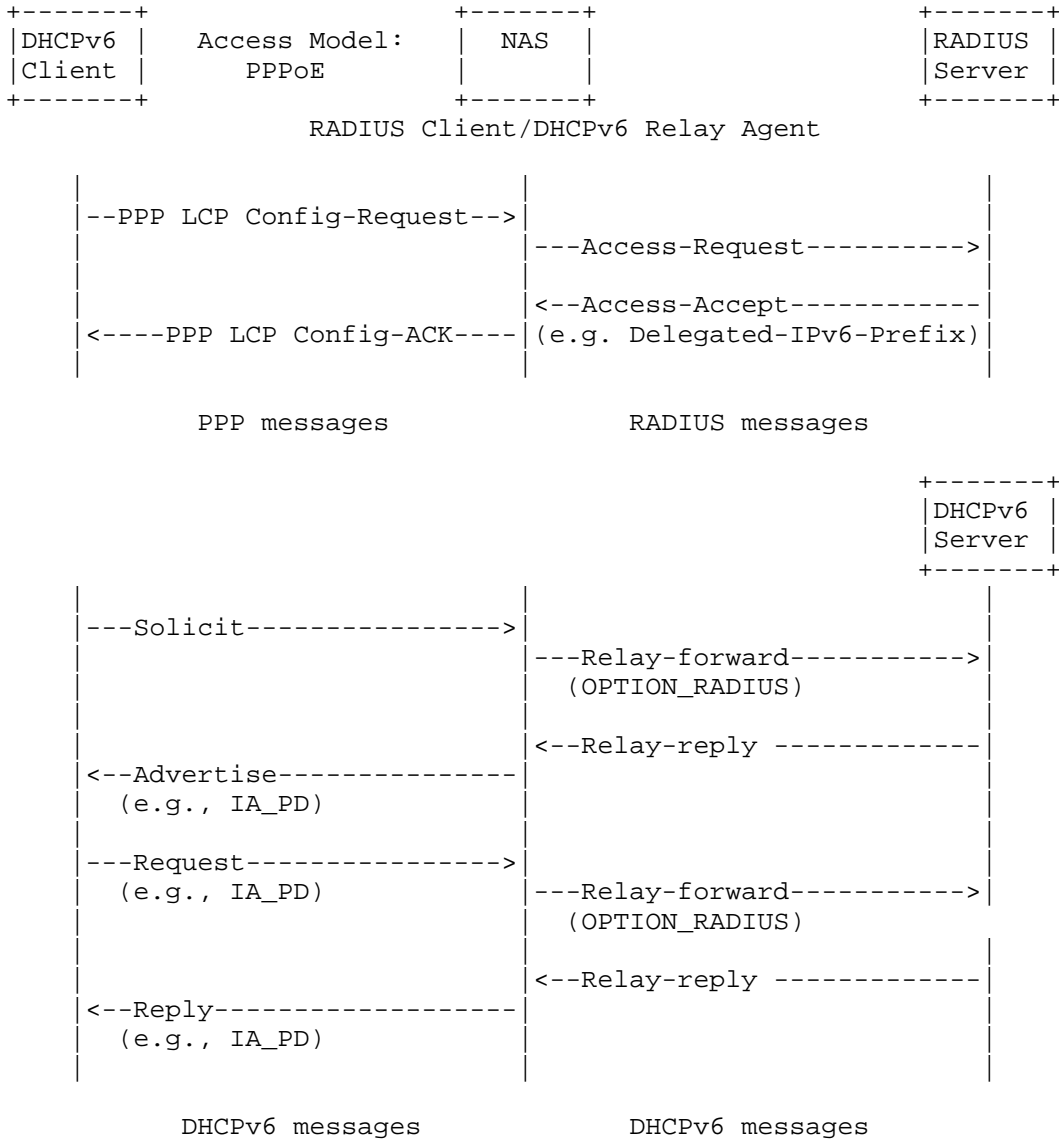 DHCPv6 Access Model: NAS RADIUS
Client PPPoE Server
RADIUS Client/DHCPv6 Relay Agent
--PPP LCP Config-Request-->
---Access-Request---------->
<--Access-Accept------------
<----PPP LCP Config-ACK---- (e.g. Delegated-IPv6-Prefix)
PPP messages RADIUS messages
DHCPv6
Server
---Solicit---------------->
---Relay-forward----------->
(OPTION_RADIUS)
<--Relay-reply -------------
<--Advertise---------------
(e.g., IA_PD)
---Request---------------->
(e.g., IA_PD) ---Relay-forward----------->
(OPTION_RADIUS)
<--Relay-reply -------------
<--Reply-------------------
(e.g., IA_PD)
DHCPv6 messages DHCPv6 messages